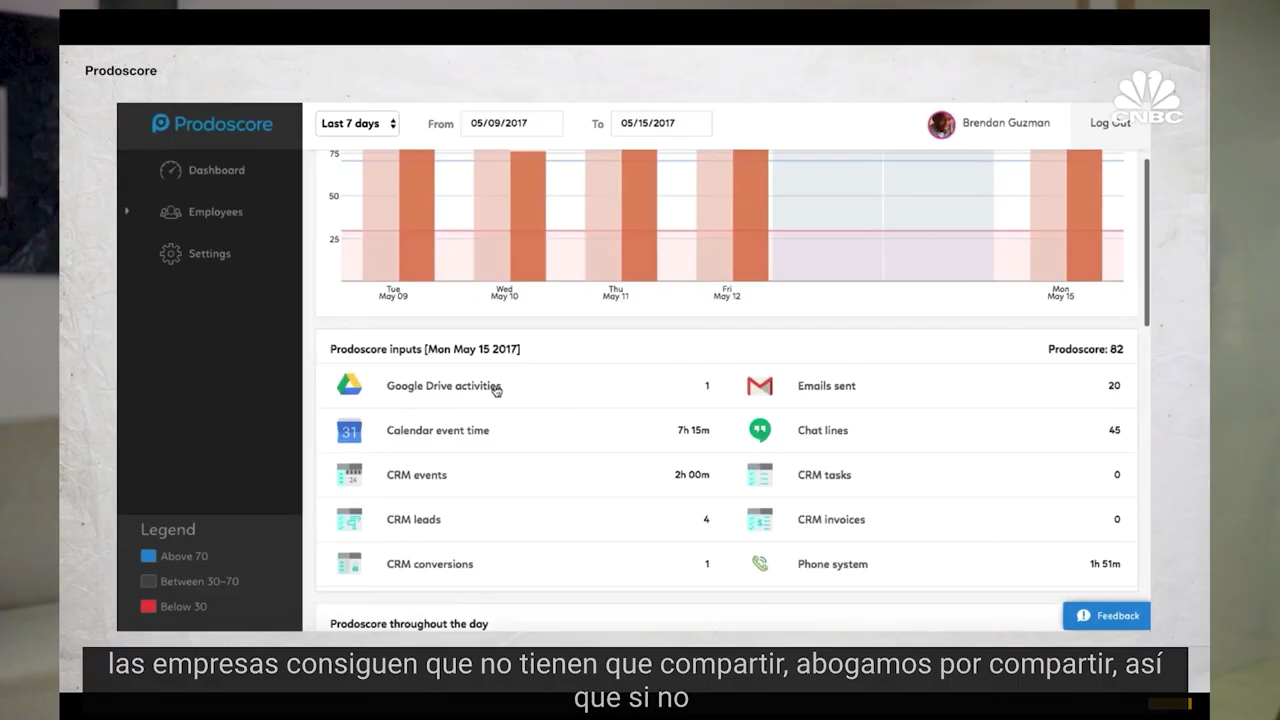 Prodoscore
CNBC
Prodoscore
Last 7 days
From
05/09/2017
To
05/15/2017
Brendan Guzman
Log Out
Dashboard
Employees
Settings
75
50
25
Tue
May 09
Wed
May 10
Thu
May 11
Fri
May 12
Mon
May 15
Prodoscore inputs [Mon May 15 2017]
Prodoscore: 82
Google Drive activities
1
Emails sent
20
31
Calendar event time
7h 15m
Chat lines
45
24
CRM events
2h 00m
CRM tasks
0
CRM leads
4
CRM invoices
0
CRM conversions
1
Phone system
1h 51m
Legend
Above 70
Between 30~70
Below 30
Prodoscore throughout the day
Feedback
las empresas consiguen que no tienen que compartir, abogamos por compartir, así
que si no